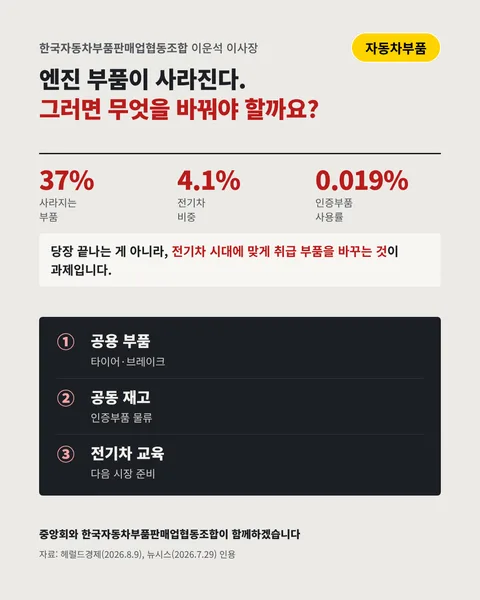 한국자동차부품판매업협동조합 이운석 이사장
자동차부품
엔진 부품이 사라진다.
그러면 무엇을 바꿔야 할까요?
37%
사라지는
부품
4.1%
전기차
비중
0.019%
인증부품
사용률
당장 끝나는 게 아니라, 전기차 시대에 맞게 취급 부품을 바꾸는 것이
과제입니다.
① 공용 부품
타이어·브레이크
② 공동 재고
인증부품 물류
③ 전기차 교육
다음 시장 준비
중앙회와 한국자동차부품판매업협동조합이 함께하겠습니다
자료: 헤럴드경제(2026.8.9), 뉴시스(2026.7.29) 인용